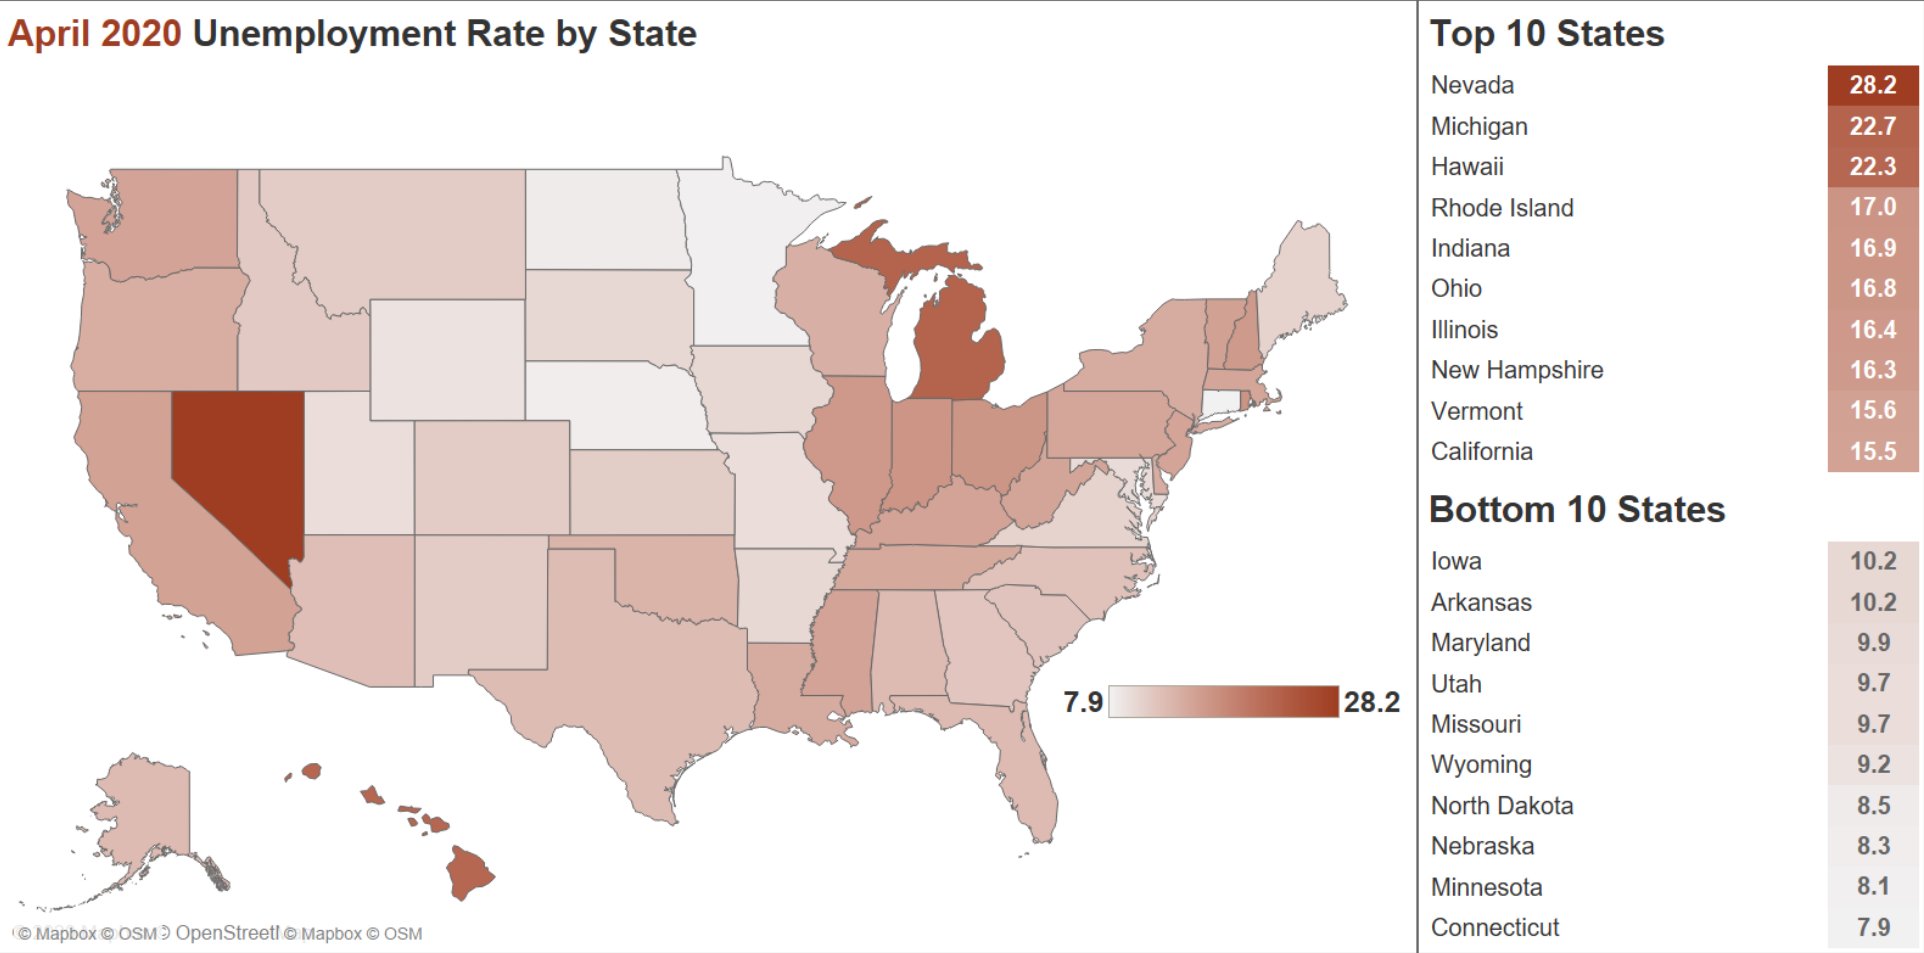 April 2020 Unemployment Rate by State
7.9
28.2
© Mapbox © OSM
OpenStreet
© Mapbox © OSM
Top 10 States
Nevada 28.2
Michigan 22.7
Hawaii 22.3
Rhode Island 17.0
Indiana 16.9
Ohio 16.8
Illinois 16.4
New Hampshire 16.3
Vermont 15.6
California 15.5
Bottom 10 States
Iowa 10.2
Arkansas 10.2
Maryland 9.9
Utah 9.7
Missouri 9.7
Wyoming 9.2
North Dakota 8.5
Nebraska 8.3
Minnesota 8.1
Connecticut 7.9